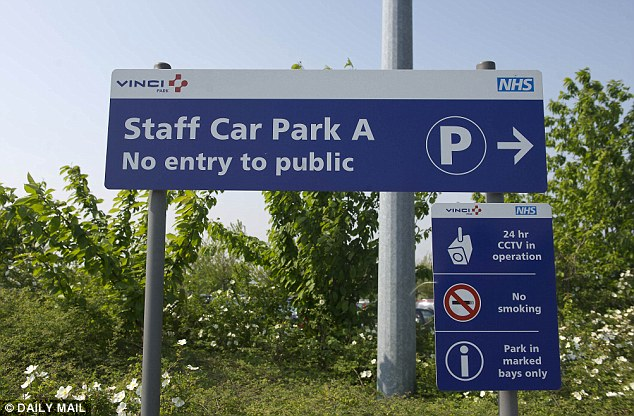 VINCI
PARK
NHS
Staff Car Park A
No entry to public
P
VINCI
PARK
NHS
24 hr
CCTV in
operation
No
smoking
i
Park in
marked
bays only
© DAILY MAIL